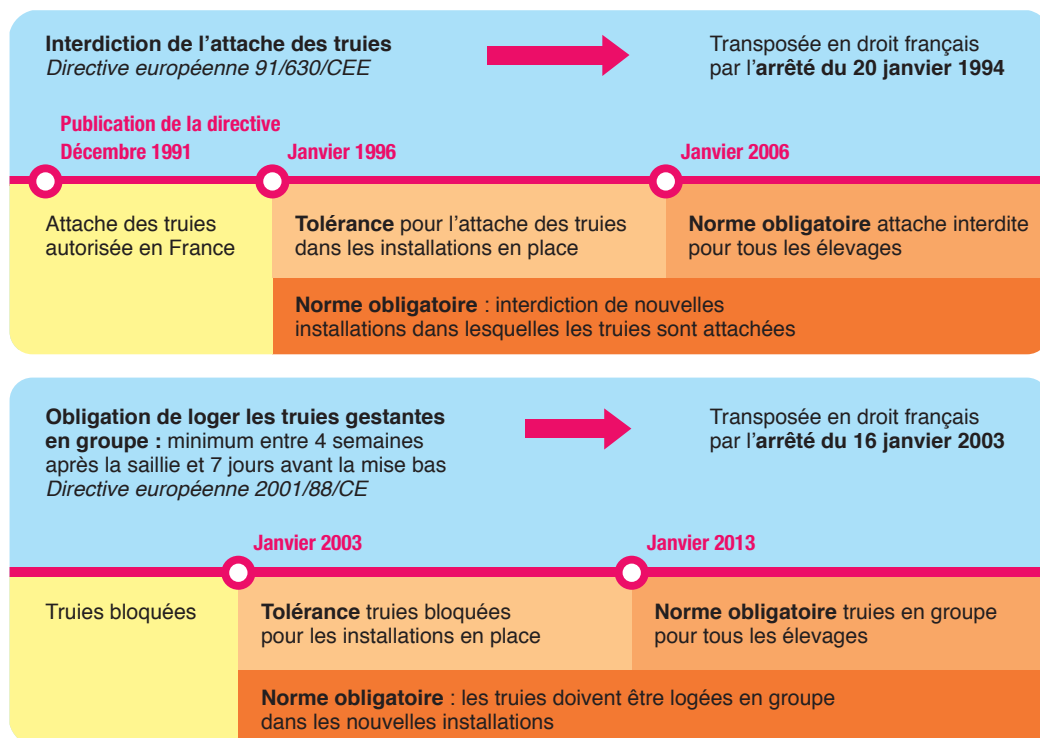 Interdiction de l’attache des truies
Directive européenne 91/630/CEE
Transposée en droit français
par l’arrêté du 20 janvier 1994
Publication de la directive
Décembre 1991
Janvier 1996
Janvier 2006
Attache des truies
autorisée en France
Tolérance pour l’attache des truies
dans les installations en place
Norme obligatoire attache interdite
pour tous les élevages
Norme obligatoire : interdiction de nouvelles
installations dans lesquelles les truies sont attachées
Obligation de loger les truies gestantes
en groupe : minimum entre 4 semaines
après la saillie et 7 jours avant la mise bas
Directive européenne 2001/88/CE
Transposée en droit français
par l’arrêté du 16 janvier 2003
Janvier 2003
Janvier 2013
Truies bloquées
Tolérance truies bloquées
pour les installations en place
Norme obligatoire truies en groupe
pour tous les élevages
Norme obligatoire : les truies doivent être logées en groupe
dans les nouvelles installations